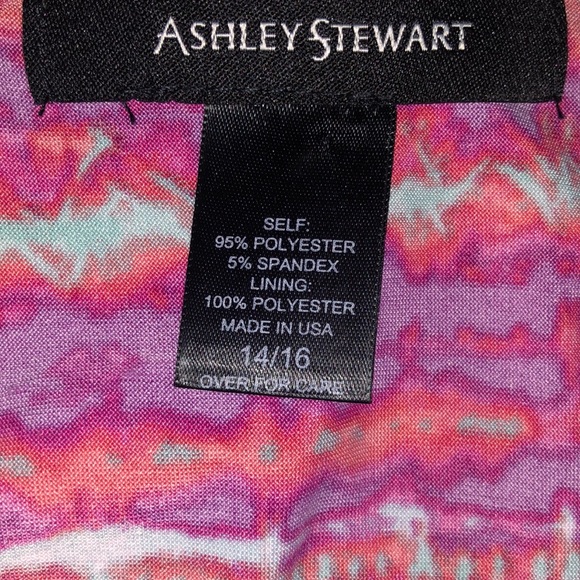 ASHLEY STEWART
SELF:
95% POLYESTER
5% SPANDEX
LINING:
100% POLYESTER
MADE IN USA
14/16
OVER FOR CARE